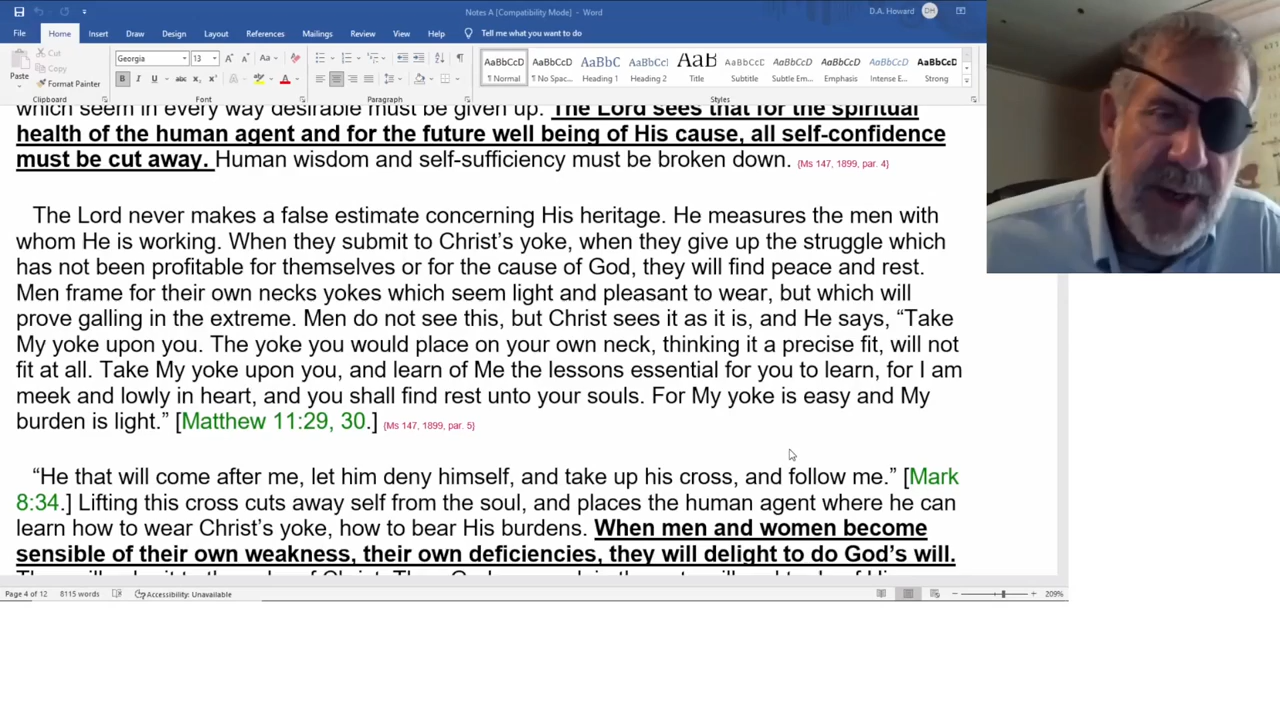 Notes A [Compatibility Mode] - Word
D.A. Howard DH
File Home Insert Draw Design Layout References Mailings Review View Help Tell me what you want to do
Paste
Cut
Copy
Format Painter
Clipboard
Georgia 13
B I U abc
Font
Paragraph
AaBbCcD AaBbCcD AaBbCc AaBbCc AaB AaBbCcD AaBbCcD AaBbCcD AaBbCcD AaBbCcD
¶ Normal ¶ No Spac... Heading 1 Heading 2 Title Subtitle Subtle Em... Emphasis Intense E... Strong
Styles
which seem in every way desirable must be given up. The Lord sees that for the spiritual
health of the human agent and for the future well being of His cause, all self-confidence
must be cut away. Human wisdom and self-sufficiency must be broken down. {Ms 147, 1899, par. 4}
The Lord never makes a false estimate concerning His heritage. He measures the men with
whom He is working. When they submit to Christ’s yoke, when they give up the struggle which
has not been profitable for themselves or for the cause of God, they will find peace and rest.
Men frame for their own necks yokes which seem light and pleasant to wear, but which will
prove galling in the extreme. Men do not see this, but Christ sees it as it is, and He says, “Take
My yoke upon you. The yoke you would place on your own neck, thinking it a precise fit, will not
fit at all. Take My yoke upon you, and learn of Me the lessons essential for you to learn, for I am
meek and lowly in heart, and you shall find rest unto your souls. For My yoke is easy and My
burden is light.” [Matthew 11:29, 30.] {Ms 147, 1899, par. 5}
“He that will come after me, let him deny himself, and take up his cross, and follow me.” [Mark
8:34.] Lifting this cross cuts away self from the soul, and places the human agent where he can
learn how to wear Christ’s yoke, how to bear His burdens. When men and women become
sensible of their own weakness, their own deficiencies, they will delight to do God’s will.
Page 4 of 12 8115 words Accessibility: Unavailable 209%